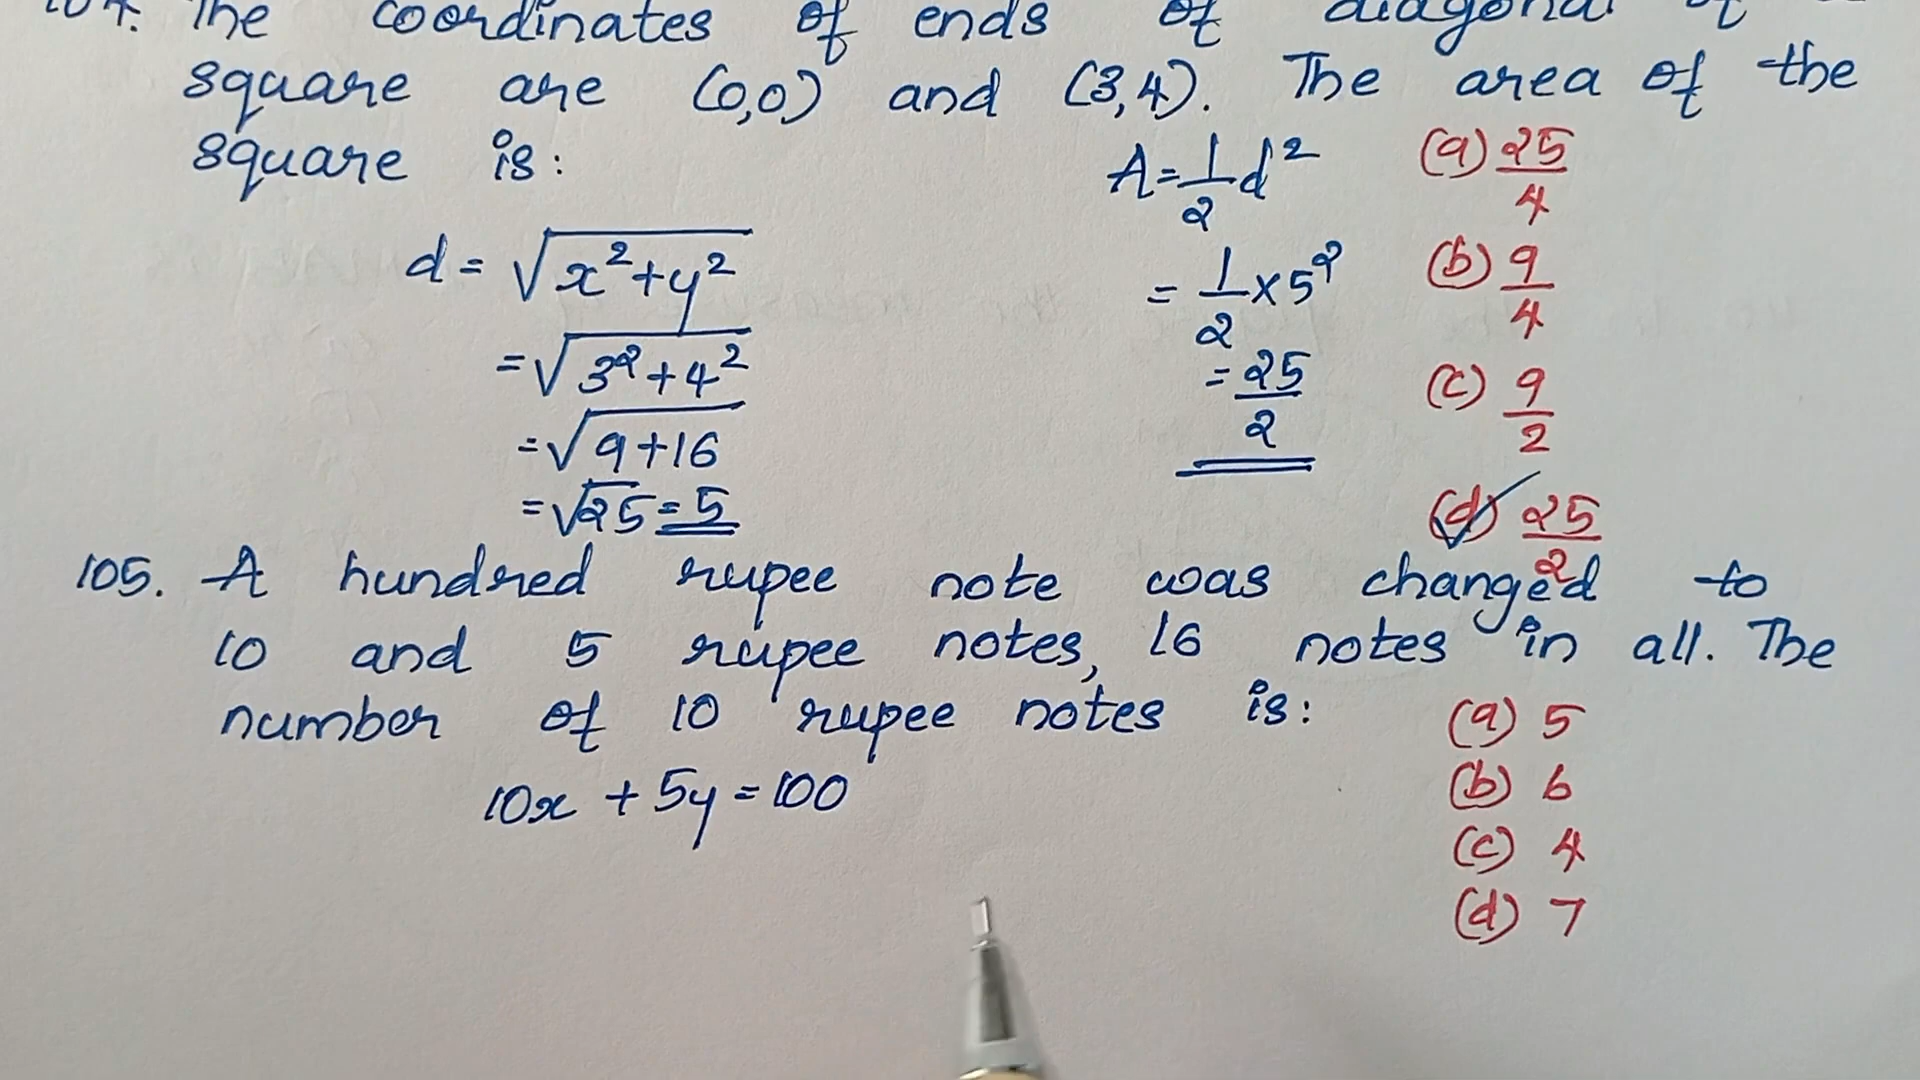 104. The coordinates of ends of diagonal of a
square are (0,0) and (3,4). The area of the
square is:
A=1/2 d²
(a) 25/4
d = √x²+y²
= 1/2 × 5²
(b) 9/4
= √3²+4²
= 25/2
(c) 9/2
= √9+16
= √25 = 5
(d) 25/2
105. A hundred rupee note was changed to
10 and 5 rupee notes, 16 notes in all. The
number of 10 rupee notes is:
(a) 5
10x + 5y = 100
(b) 6
(c) 4
(d) 7